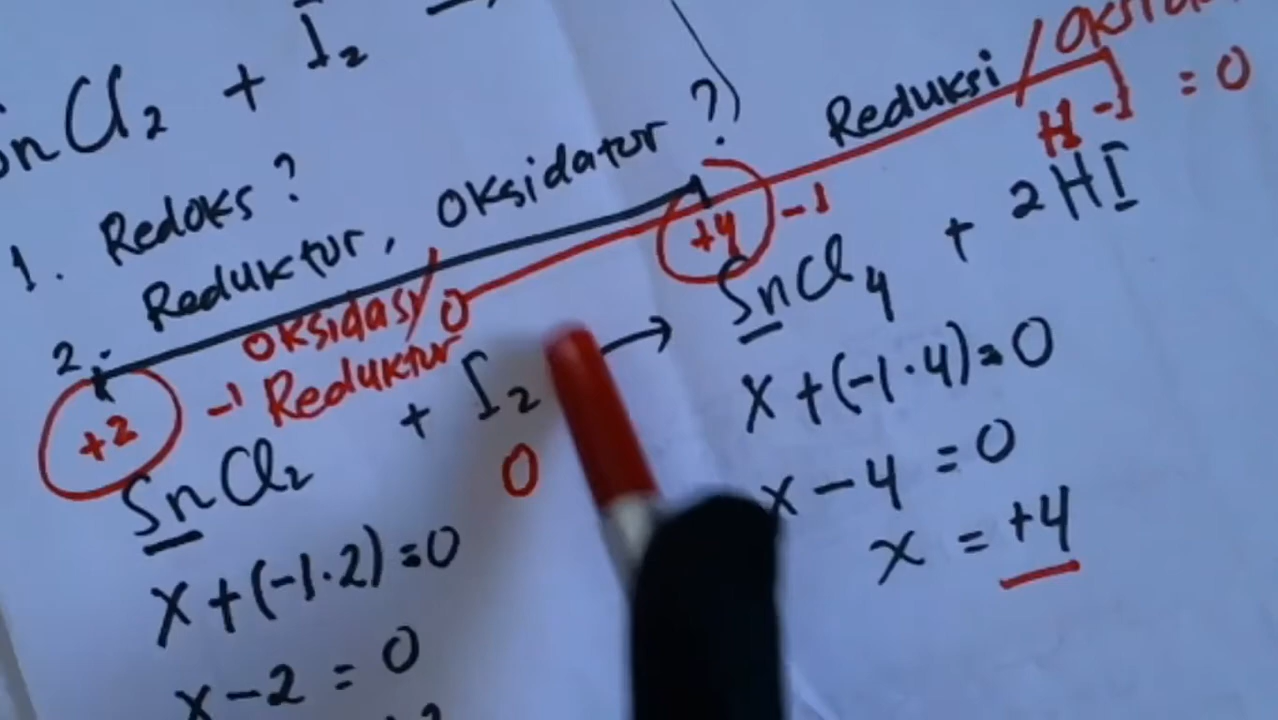 SnCl2 + I2
1. Redoks?
2. Reduktur, Oksidator?)
Reduksi / Oksida
H -1 = 0
oksidasi/ 0
Reduktur
+2 -1
+4 -1
SnCl2 + I2 → SnCl4 + 2HI
0
x+(-1.2)=0
x-2=0
x+(-1.4)=0
x-4=0
x=+4